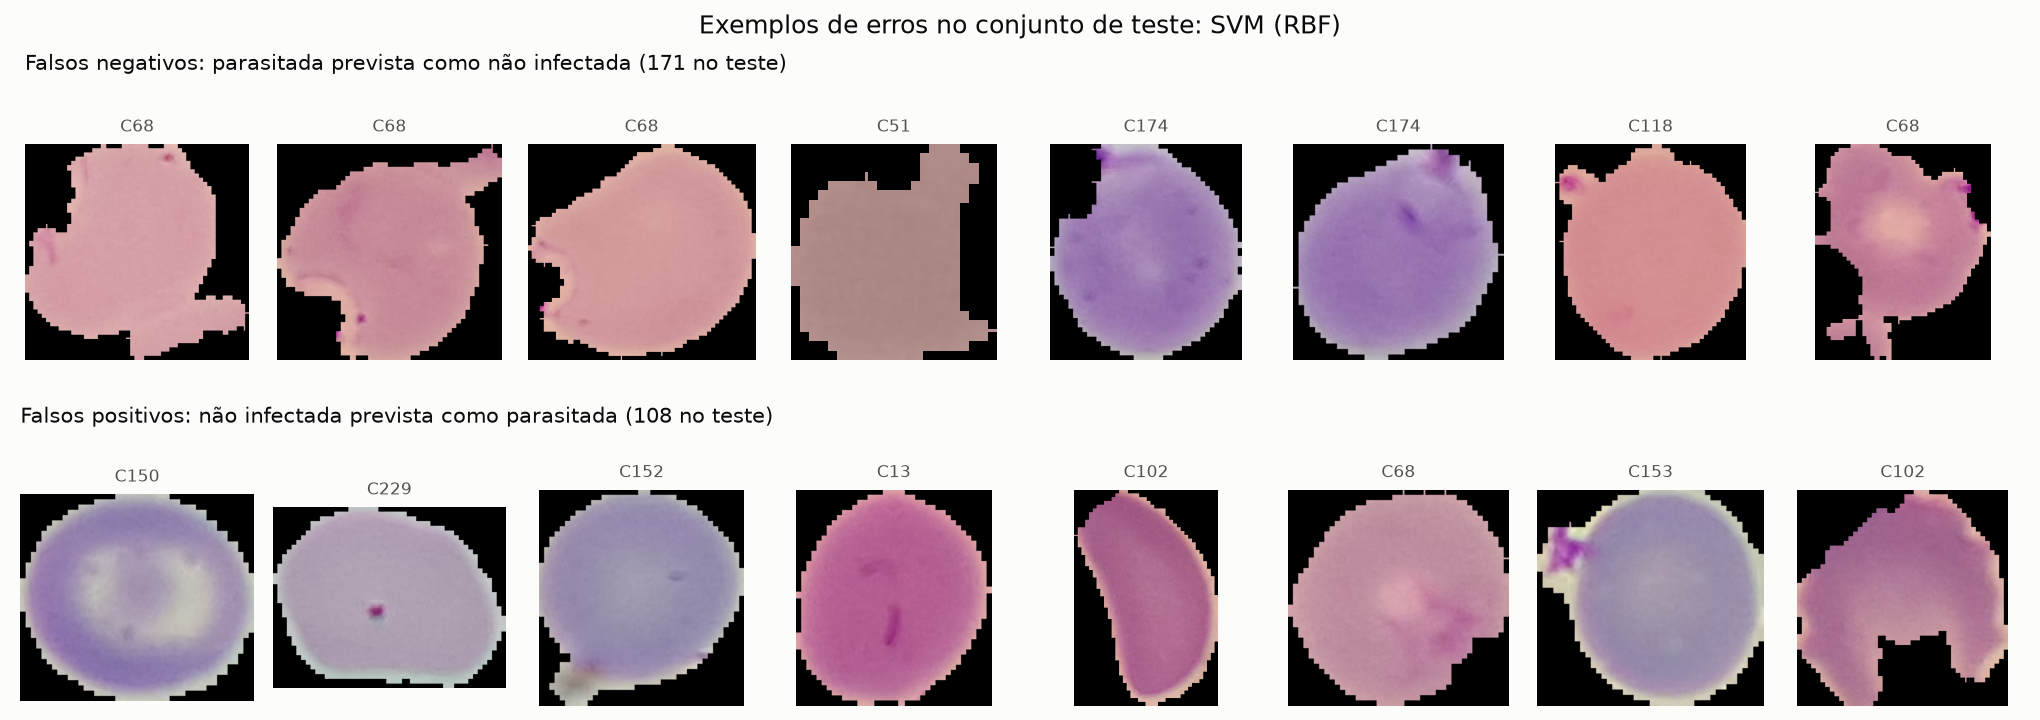 Exemplos de erros no conjunto de teste: SVM (RBF)
Falsos negativos: parasitada prevista como não infectada (171 no teste)
C68 C68 C68 C51 C174 C174 C118 C68
Falsos positivos: não infectada prevista como parasitada (108 no teste)
C150 C229 C152 C13 C102 C68 C153 C102